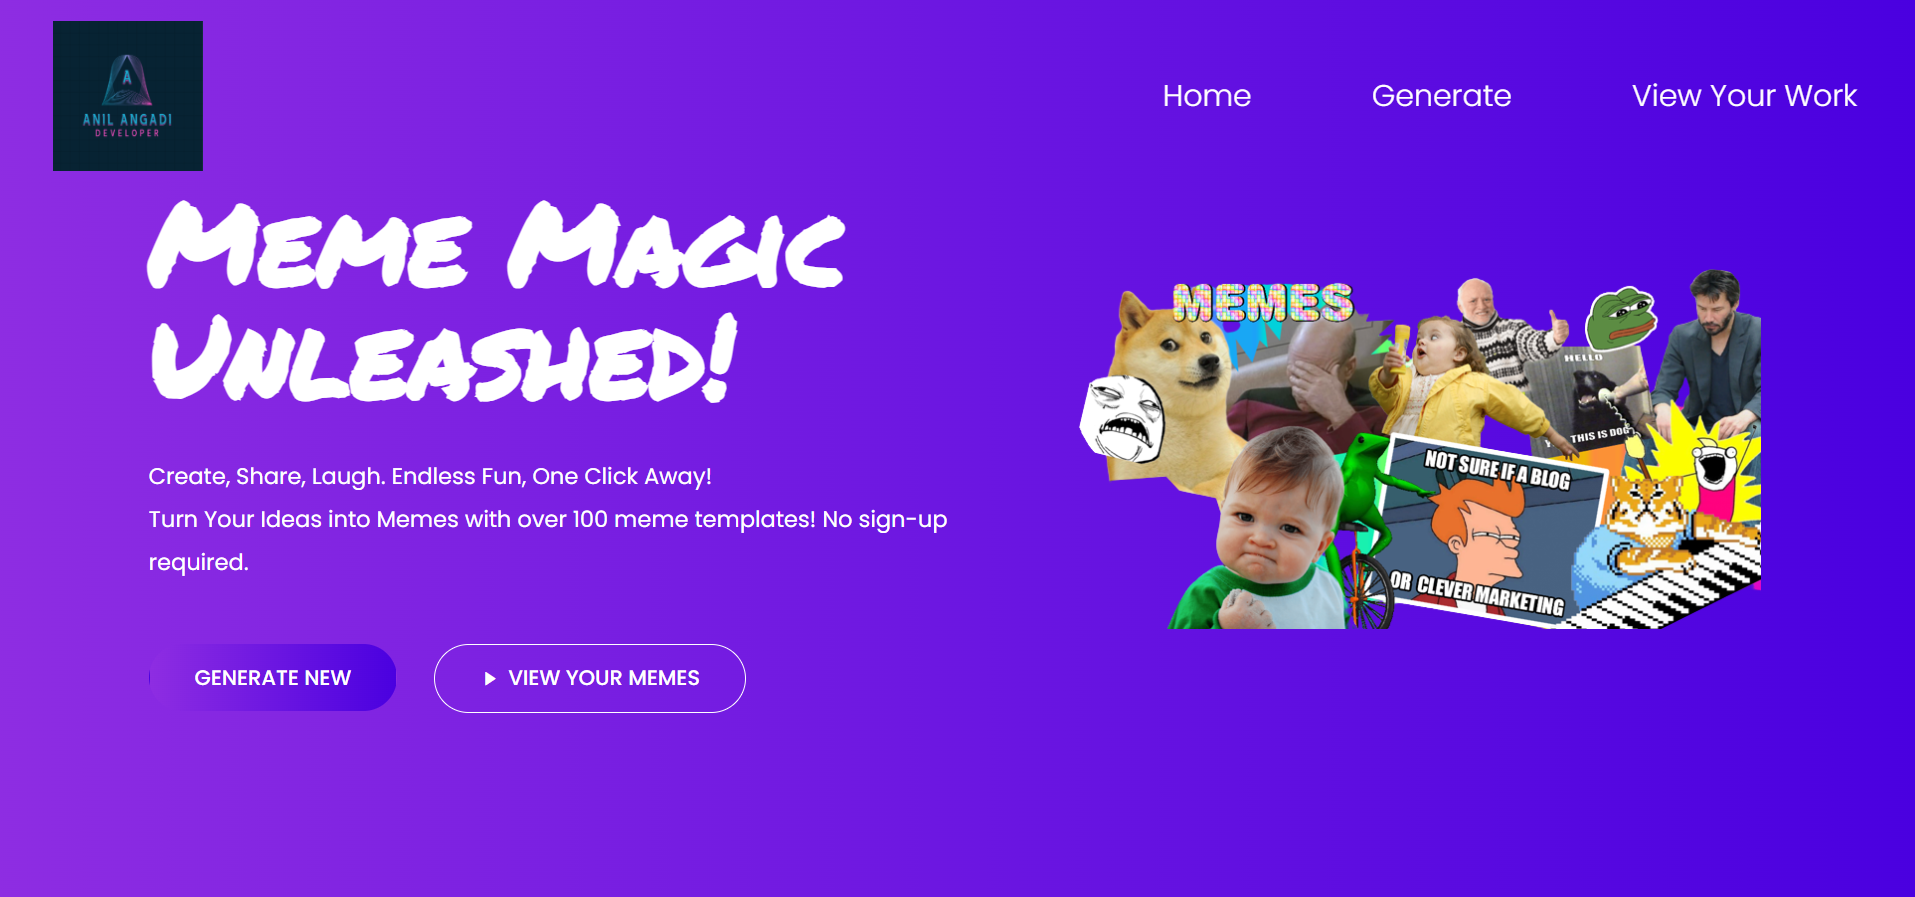 A
ANIL ANGADI
DEVELOPER
Home
Generate
View Your Work
Meme Magic
Unleashed!
Create, Share, Laugh. Endless Fun, One Click Away!
Turn Your Ideas into Memes with over 100 meme templates! No sign-up
required.
GENERATE NEW
VIEW YOUR MEMES
MEMES
HELLO
THIS IS DOG
NOT SURE IF A BLOG
OR CLEVER MARKETING